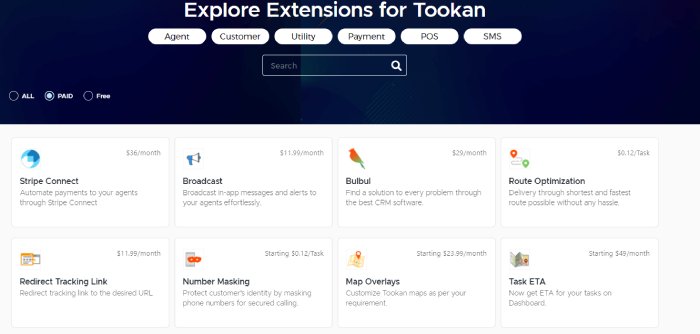 Explore Extensions for Tookan
Agent Customer Utility Payment POS SMS
Search
ALL PAID Free
$36/month
Stripe Connect
Automate payments to your agents
through Stripe Connect
$11.99/month
Broadcast
Broadcast in-app messages and alerts to
your agents effortlessly.
$29/month
Bulbul
Find a solution to every problem through
the best CRM software.
$0.12/Task
Route Optimization
Delivery through shortest and fastest
route possible without any hassle.
$11.99/month
Redirect Tracking Link
Redirect tracking link to the desired URL
Starting $0.12/Task
Number Masking
Protect customer's identity by masking
phone numbers for secured calling.
Starting $23.99/month
Map Overlays
Customize Tookan maps as per your
requirement.
Starting $49/month
Task ETA
Now get ETA for your tasks on
Dashboard.